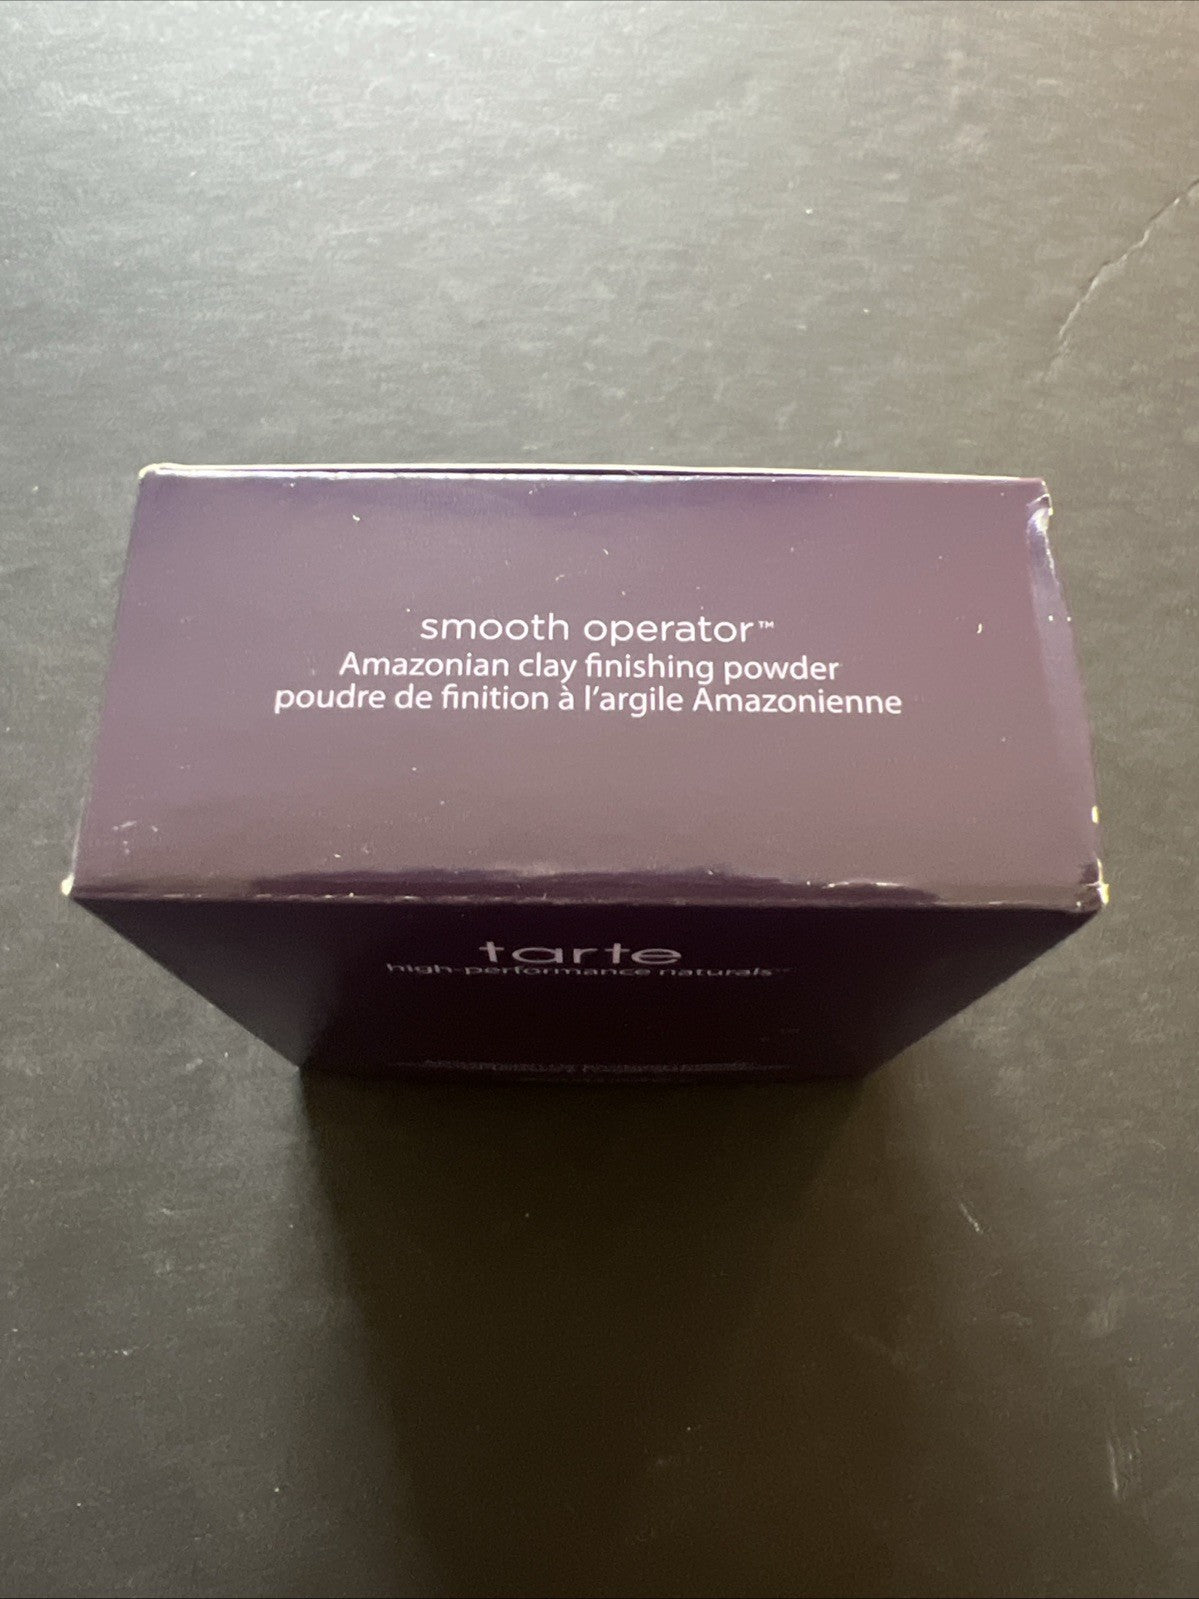 smooth operator™
Amazonian clay finishing powder
poudre de finition à l'argile Amazonienne
tarte
high-performance naturals™